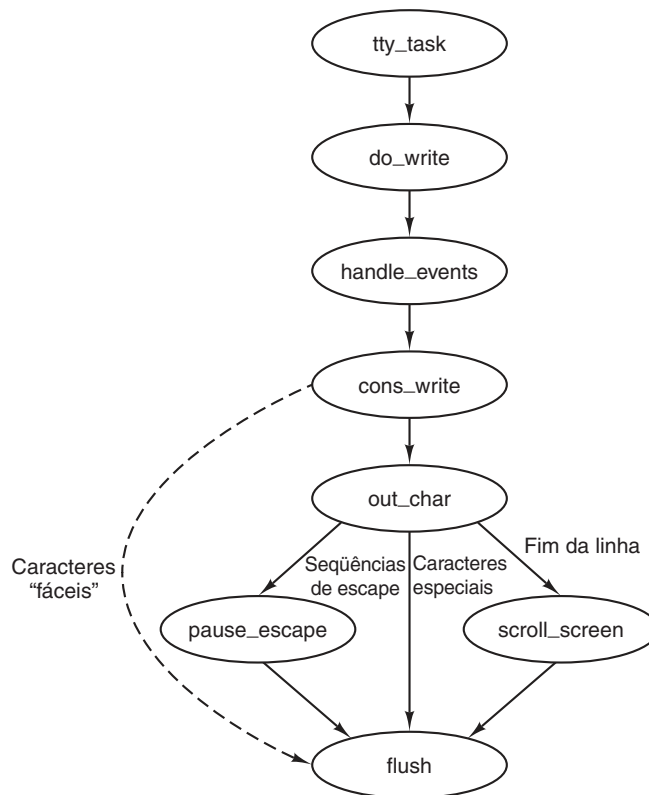 tty_task
do_write
handle_events
cons_write
out_char
Fim da linha
Seqüências
de escape
Caracteres
especiais
Caracteres
“fáceis”
pause_escape
scroll_screen
flush